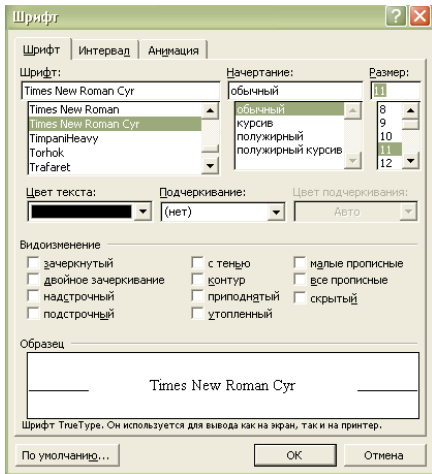 Шрифт
Шрифт Интервал Анимация
Шрифт: Начертание: Размер:
Times New Roman Cyr обычный 11
Times New Roman обычный 8
Times New Roman Cyr курсив 9
TimpaniHeavy полужирный 10
Torhok полужирный курсив 11
Trafaret 12
Цвет текста: Подчеркивание: Цвет подчеркивания:
(нет) Авто
Видоизменение
зачеркнутый с тенью малые прописные
двойное зачеркивание контур все прописные
надстрочный приподнятый скрытый
подстрочный утопленный
Образец
Times New Roman Cyr
Шрифт TrueType. Он используется для вывода как на экран, так и на принтер.
По умолчанию... ОК Отмена